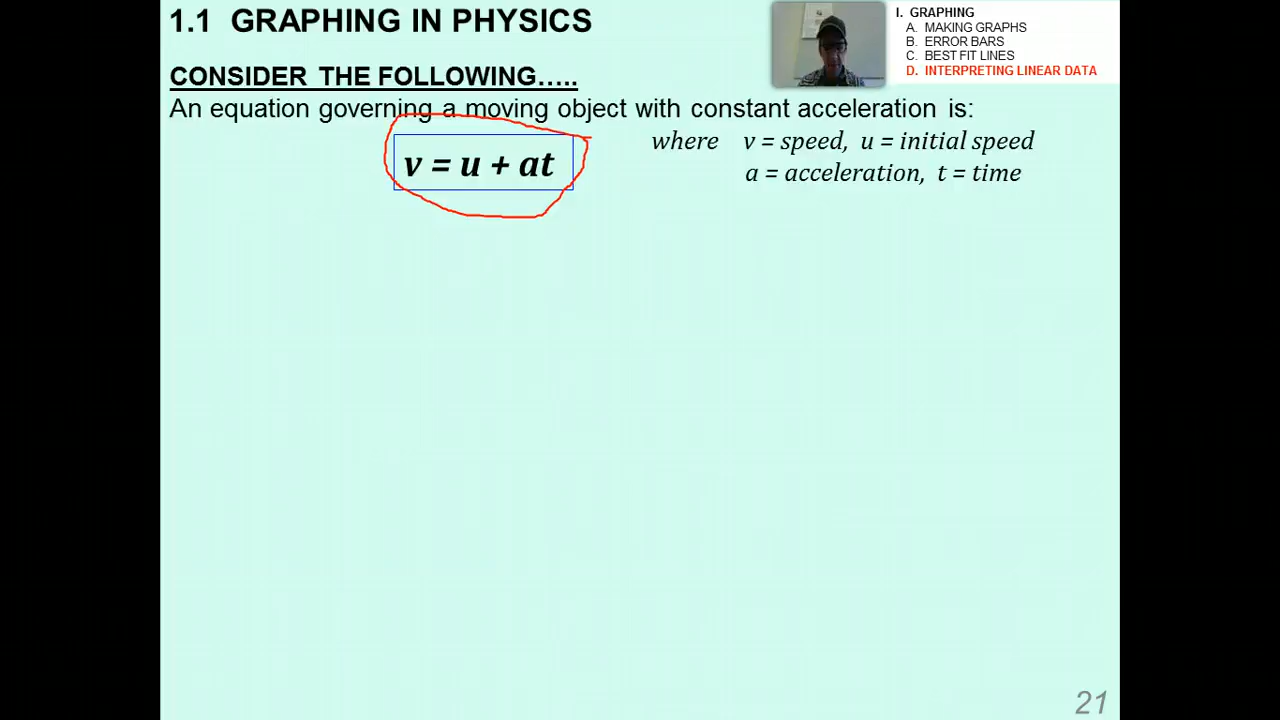 1.1 GRAPHING IN PHYSICS
I. GRAPHING
A. MAKING GRAPHS
B. ERROR BARS
C. BEST FIT LINES
D. INTERPRETING LINEAR DATA
CONSIDER THE FOLLOWING…..
An equation governing a moving object with constant acceleration is:
v = u + at
where v = speed, u = initial speed
a = acceleration, t = time
21